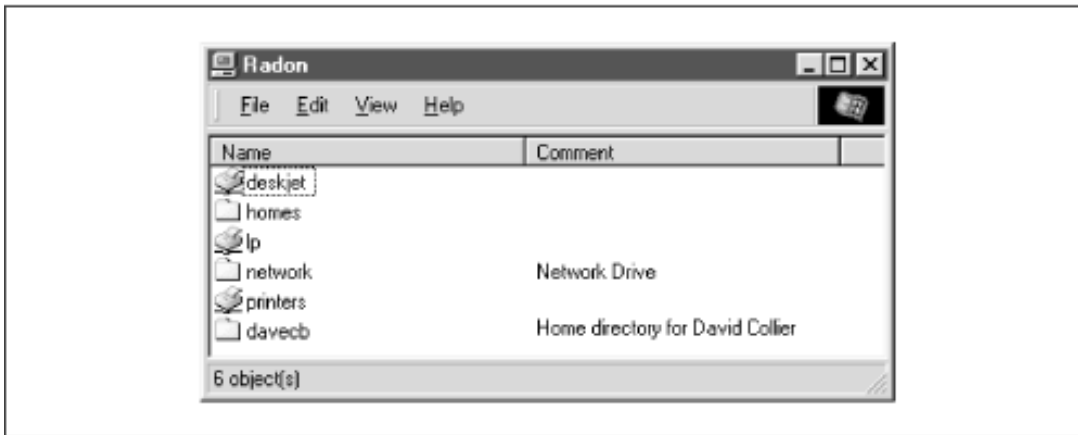 Radon
File Edit View Help
Name Comment
deskjet
homes
lp
network Network Drive
printers
davecb Home directory for David Collier
6 object(s)